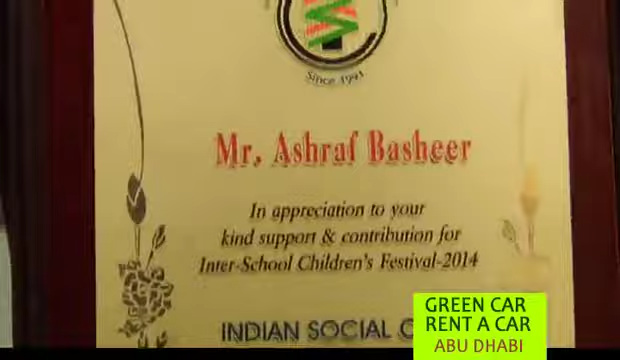 Since 1991
Mr. Ashraf Basheer
In appreciation to your
kind support & contribution for
Inter-School Children's Festival-2014
INDIAN SOCIAL
GREEN CAR
RENT A CAR
ABU DHABI